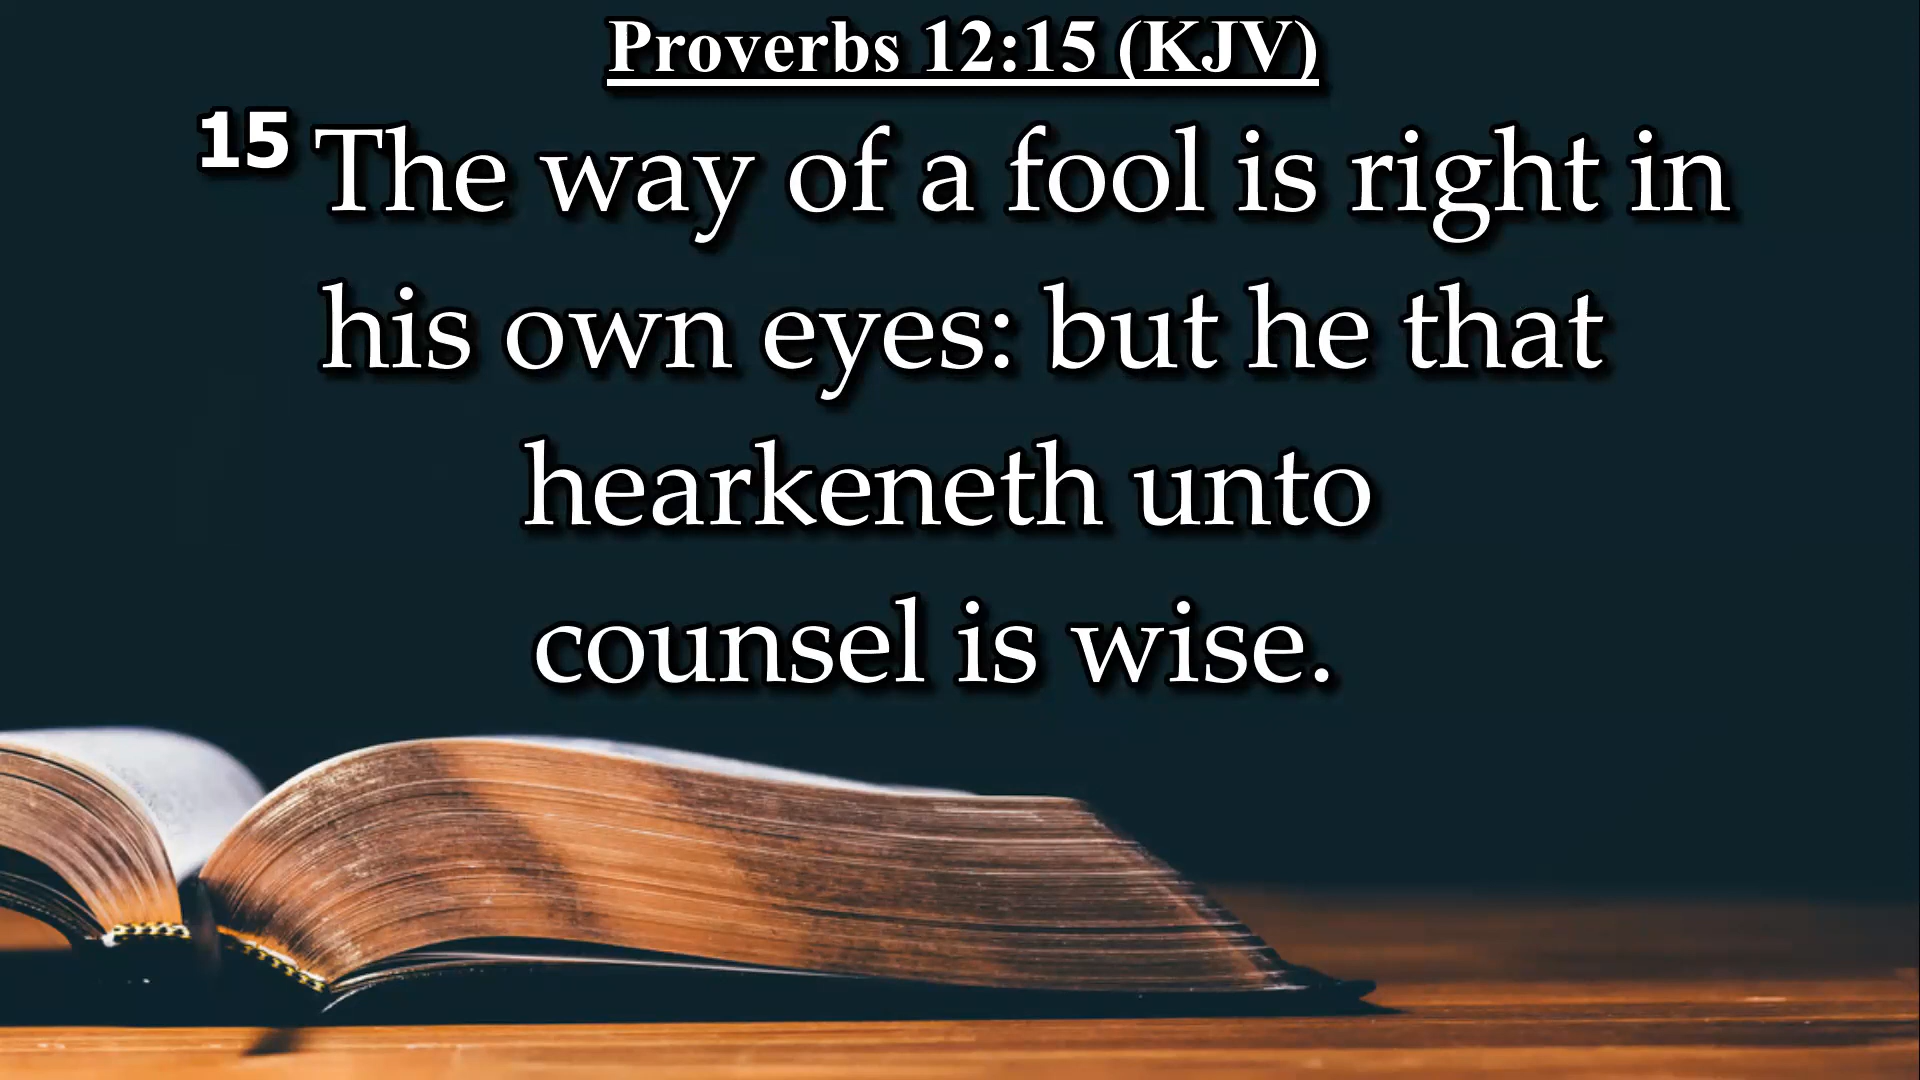 Proverbs 12:15 (KJV)
15 The way of a fool is right in
his own eyes: but he that
hearkeneth unto
counsel is wise.